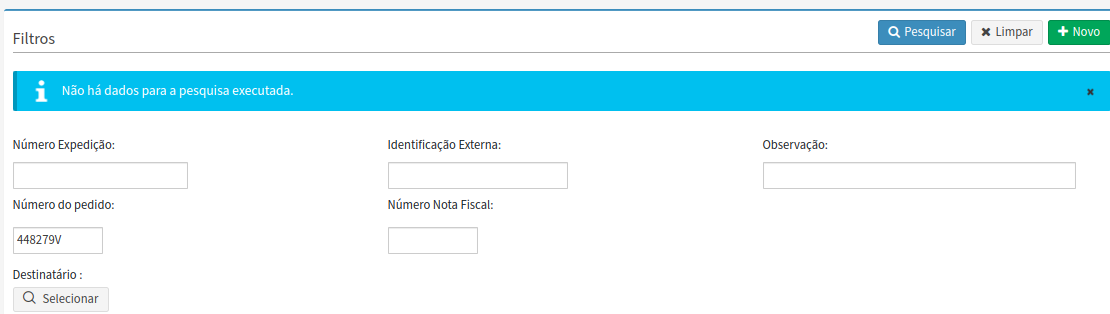 Filtros
Pesquisar
Limpar
Novo
Não há dados para a pesquisa executada.
Número Expedição:
Identificação Externa:
Observação:
Número do pedido:
Número Nota Fiscal:
448279V
Destinatário :
Selecionar